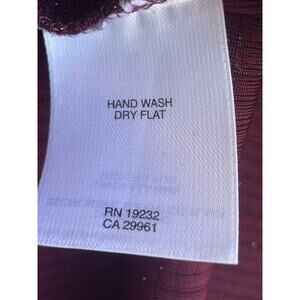 HAND WASH
DRY FLAT
RN 19232
CA 29961